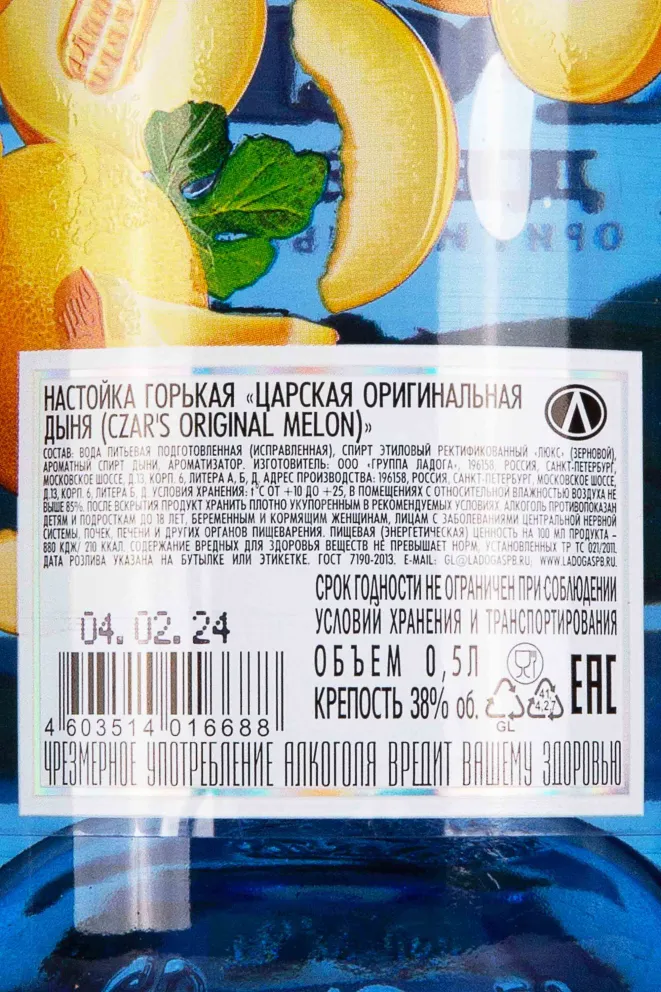 НАСТОЙКА ГОРЬКАЯ «ЦАРСКАЯ ОРИГИНАЛЬНАЯ
ДЫНЯ (CZAR'S ORIGINAL MELON)»
СОСТАВ: ВОДА ПИТЬЕВАЯ ПОДГОТОВЛЕННАЯ (ИСПРАВЛЕННАЯ), СПИРТ ЭТИЛОВЫЙ РЕКТИФИКОВАННЫЙ «ЛЮКС» (ЗЕРНОВОЙ),
АРОМАТНЫЙ СПИРТ ДЫНИ, АРОМАТИЗАТОР. ИЗГОТОВИТЕЛЬ: ООО «ГРУППА ЛАДОГА», 196158, РОССИЯ, САНКТ-ПЕТЕРБУРГ,
МОСКОВСКОЕ ШОССЕ, Д.13, КОРП. 6, ЛИТЕРА А, Б, Д, АДРЕС ПРОИЗВОДСТВА: 196158, РОССИЯ, САНКТ-ПЕТЕРБУРГ, МОСКОВСКОЕ ШОССЕ,
Д.13, КОРП. 6, ЛИТЕРА Б, Д. УСЛОВИЯ ХРАНЕНИЯ: t°С ОТ +10 ДО +25, В ПОМЕЩЕНИЯХ С ОТНОСИТЕЛЬНОЙ ВЛАЖНОСТЬЮ ВОЗДУХА НЕ
ВЫШЕ 85%. ПОСЛЕ ВСКРЫТИЯ ПРОДУКТ ХРАНИТЬ ПЛОТНО УКУПОРЕННЫМ В РЕКОМЕНДУЕМЫХ УСЛОВИЯХ. АЛКОГОЛЬ ПРОТИВОПОКАЗАН
ДЕТЯМ И ПОДРОСТКАМ ДО 18 ЛЕТ, БЕРЕМЕННЫМ И КОРМЯЩИМ ЖЕНЩИНАМ, ЛИЦАМ С ЗАБОЛЕВАНИЯМИ ЦЕНТРАЛЬНОЙ НЕРВНОЙ
СИСТЕМЫ, ПОЧЕК, ПЕЧЕНИ И ДРУГИХ ОРГАНОВ ПИЩЕВАРЕНИЯ. ПИЩЕВАЯ (ЭНЕРГЕТИЧЕСКАЯ) ЦЕННОСТЬ НА 100 МЛ ПРОДУКТА –
880 КДЖ/ 210 ККАЛ. СОДЕРЖАНИЕ ВРЕДНЫХ ДЛЯ ЗДОРОВЬЯ ВЕЩЕСТВ НЕ ПРЕВЫШАЕТ НОРМ, УСТАНОВЛЕННЫХ ТР ТС 021/2011.
ДАТА РОЗЛИВА УКАЗАНА НА БУТЫЛКЕ ИЛИ ЭТИКЕТКЕ. ГОСТ 7190-2013. E-MAIL: GL@LADOGASPB.RU, WWW.LADOGASPB.RU.
СРОК ГОДНОСТИ НЕ ОГРАНИЧЕН ПРИ СОБЛЮДЕНИИ
УСЛОВИЙ ХРАНЕНИЯ И ТРАНСПОРТИРОВАНИЯ
04.02.24
ОБЪЕМ 0,5Л
КРЕПОСТЬ 38% об.
GL
41
4,2,7
EAC
4 603514 016688
ЧРЕЗМЕРНОЕ УПОТРЕБЛЕНИЕ АЛКОГОЛЯ ВРЕДИТ ВАШЕМУ ЗДОРОВЬЮ